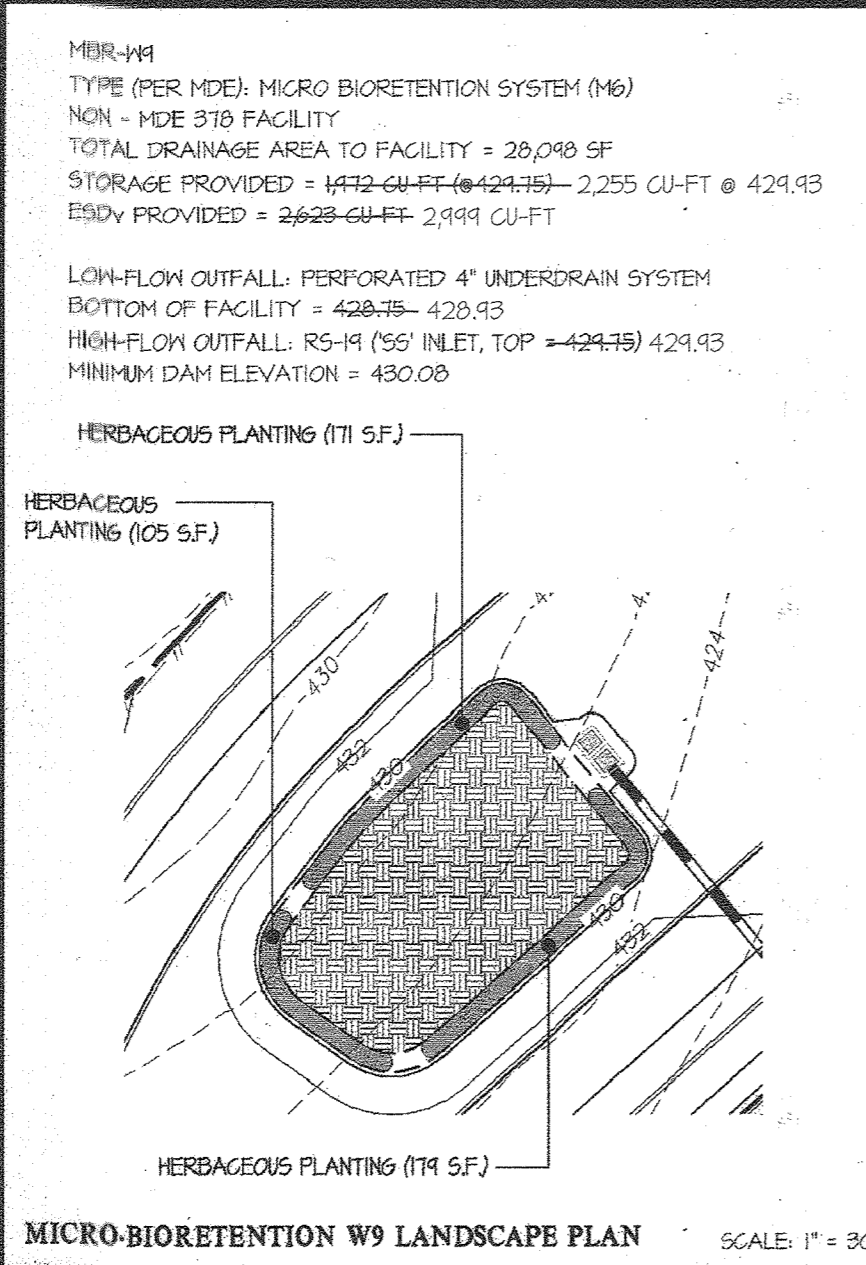 MBR-W9
TYPE (PER MDE): MICRO BIORETENTION SYSTEM (M6)
NON - MDE 378 FACILITY
TOTAL DRAINAGE AREA TO FACILITY = 28,098 SF
STORAGE PROVIDED = 1,972 CU-FT (@429.75) 2,255 CU-FT @ 429.93
ESDv PROVIDED = 2,623 CU-FT 2,999 CU-FT
LOW-FLOW OUTFALL: PERFORATED 4" UNDERDRAIN SYSTEM
BOTTOM OF FACILITY = 428.75 428.93
HIGH-FLOW OUTFALL: RS-19 ('SS' INLET, TOP = 429.75) 429.93
MINIMUM DAM ELEVATION = 430.08
HERBACEOUS PLANTING (171 S.F.)
HERBACEOUS
PLANTING (105 S.F.)
424
430
432
430
430
432
HERBACEOUS PLANTING (179 S.F.)
MICRO-BIORETENTION W9 LANDSCAPE PLAN
SCALE: 1" =